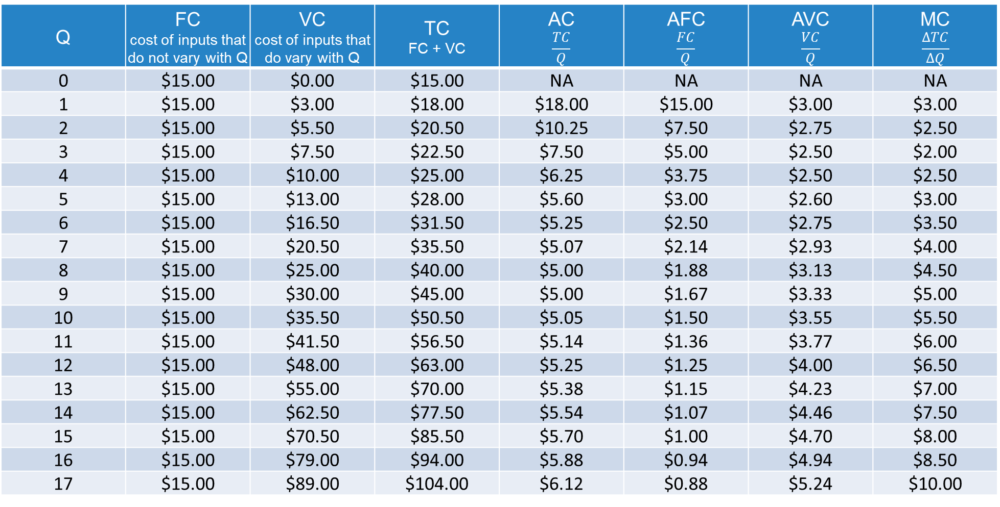 Q FC VC TC AC AFC AVC MC
cost of inputs that do not vary with Q cost of inputs that do vary with Q FC + VC TC/Q FC/Q VC/Q ΔTC/ΔQ
0 $15.00 $0.00 $15.00 NA NA NA NA
1 $15.00 $3.00 $18.00 $18.00 $15.00 $3.00 $3.00
2 $15.00 $5.50 $20.50 $10.25 $7.50 $2.75 $2.50
3 $15.00 $7.50 $22.50 $7.50 $5.00 $2.50 $2.00
4 $15.00 $10.00 $25.00 $6.25 $3.75 $2.50 $2.50
5 $15.00 $13.00 $28.00 $5.60 $3.00 $2.60 $3.00
6 $15.00 $16.50 $31.50 $5.25 $2.50 $2.75 $3.50
7 $15.00 $20.50 $35.50 $5.07 $2.14 $2.93 $4.00
8 $15.00 $25.00 $40.00 $5.00 $1.88 $3.13 $4.50
9 $15.00 $30.00 $45.00 $5.00 $1.67 $3.33 $5.00
10 $15.00 $35.50 $50.50 $5.05 $1.50 $3.55 $5.50
11 $15.00 $41.50 $56.50 $5.14 $1.36 $3.77 $6.00
12 $15.00 $48.00 $63.00 $5.25 $1.25 $4.00 $6.50
13 $15.00 $55.00 $70.00 $5.38 $1.15 $4.23 $7.00
14 $15.00 $62.50 $77.50 $5.54 $1.07 $4.46 $7.50
15 $15.00 $70.50 $85.50 $5.70 $1.00 $4.70 $8.00
16 $15.00 $79.00 $94.00 $5.88 $0.94 $4.94 $8.50
17 $15.00 $89.00 $104.00 $6.12 $0.88 $5.24 $10.00